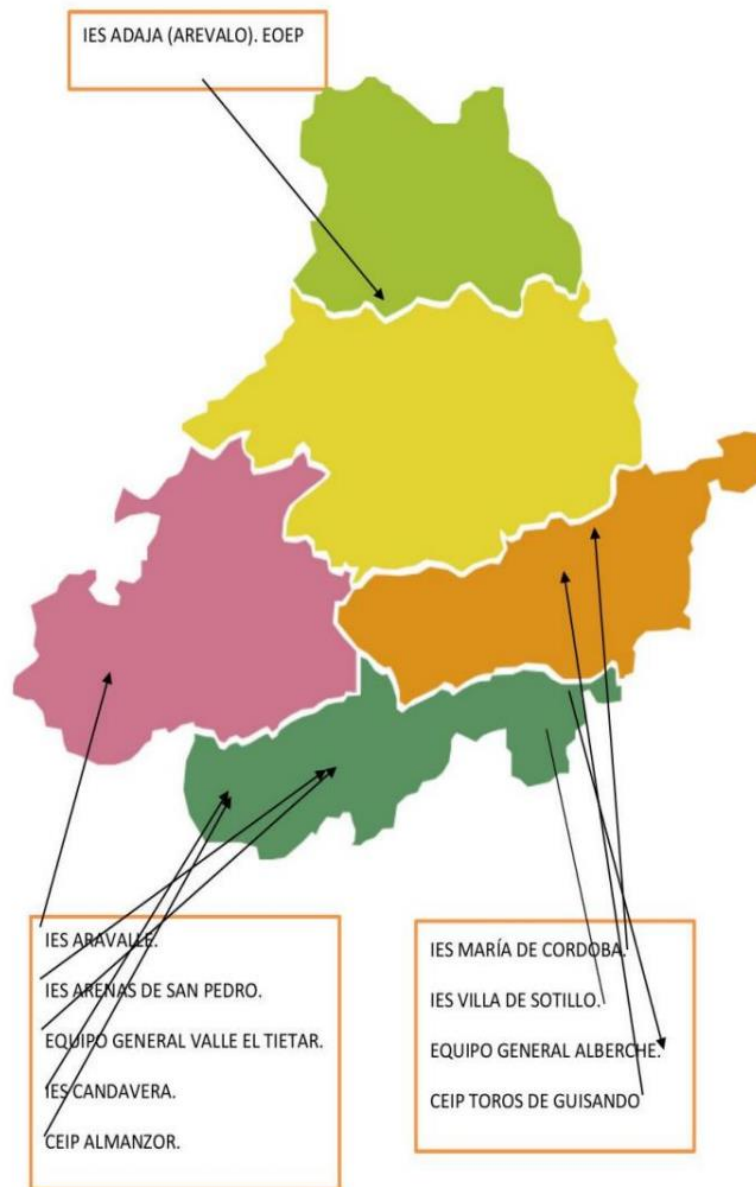 IES ADAJA (AREVALO). EOEP
IES ARAVALLE.
IES ARENAS DE SAN PEDRO.
EQUIPO GENERAL VALLE EL TIETAR.
IES CANDAVERA.
CEIP ALMANZOR.
IES MARÍA DE CORDOBA.
IES VILLA DE SOTILLO.
EQUIPO GENERAL ALBERCHE.
CEIP TOROS DE GUISANDO